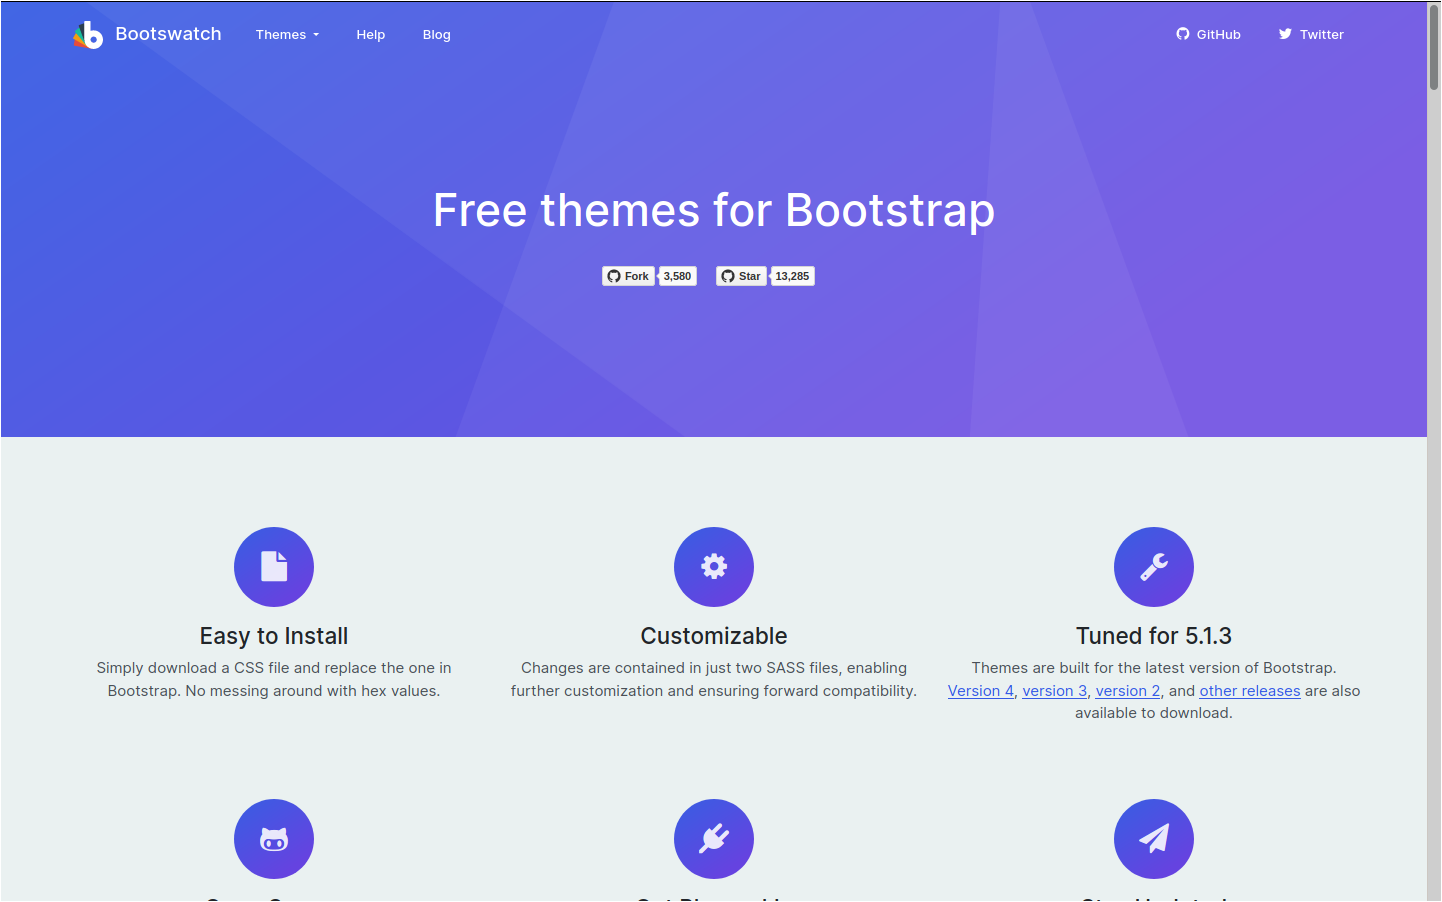 Bootswatch Themes Help Blog GitHub Twitter
Free themes for Bootstrap
Fork 3,580 Star 13,285
Easy to Install
Simply download a CSS file and replace the one in
Bootstrap. No messing around with hex values.
Customizable
Changes are contained in just two SASS files, enabling
further customization and ensuring forward compatibility.
Tuned for 5.1.3
Themes are built for the latest version of Bootstrap.
Version 4, version 3, version 2, and other releases are also
available to download.